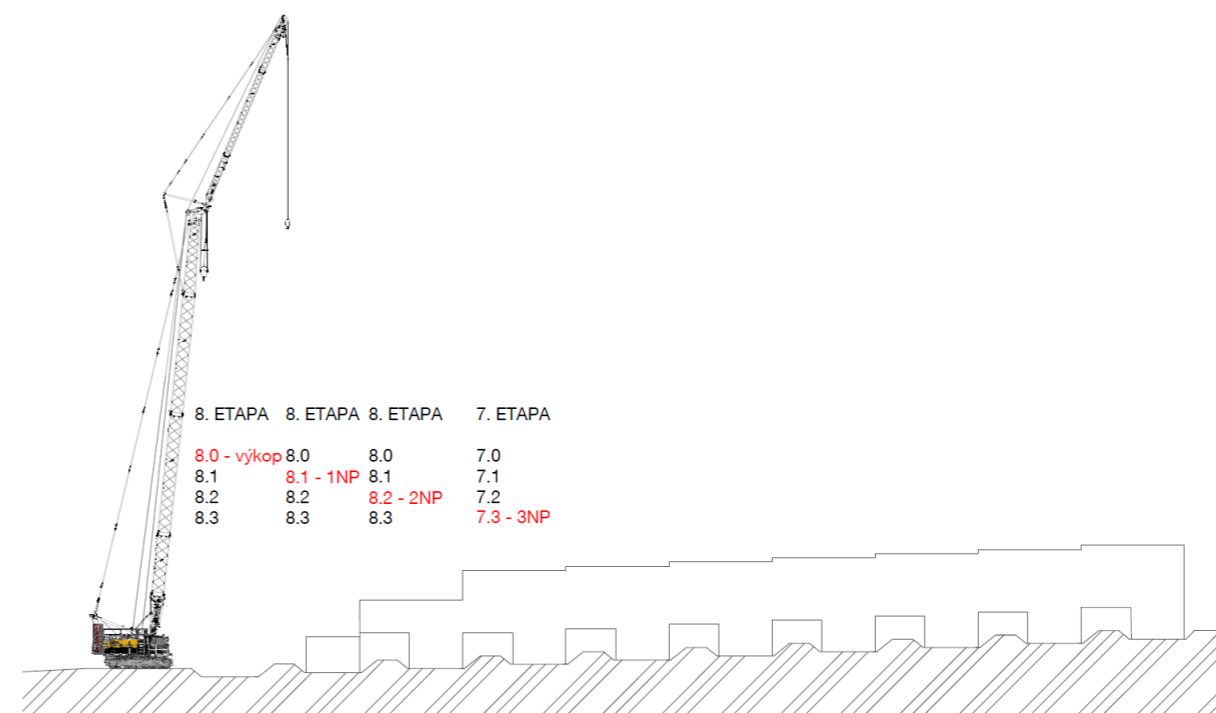 8. ETAPA 8. ETAPA 8. ETAPA 7. ETAPA
8.0 - výkop 8.0 8.0 7.0
8.1 8.1 - 1NP 8.1 7.1
8.2 8.2 8.2 - 2NP 7.2
8.3 8.3 8.3 7.3 - 3NP